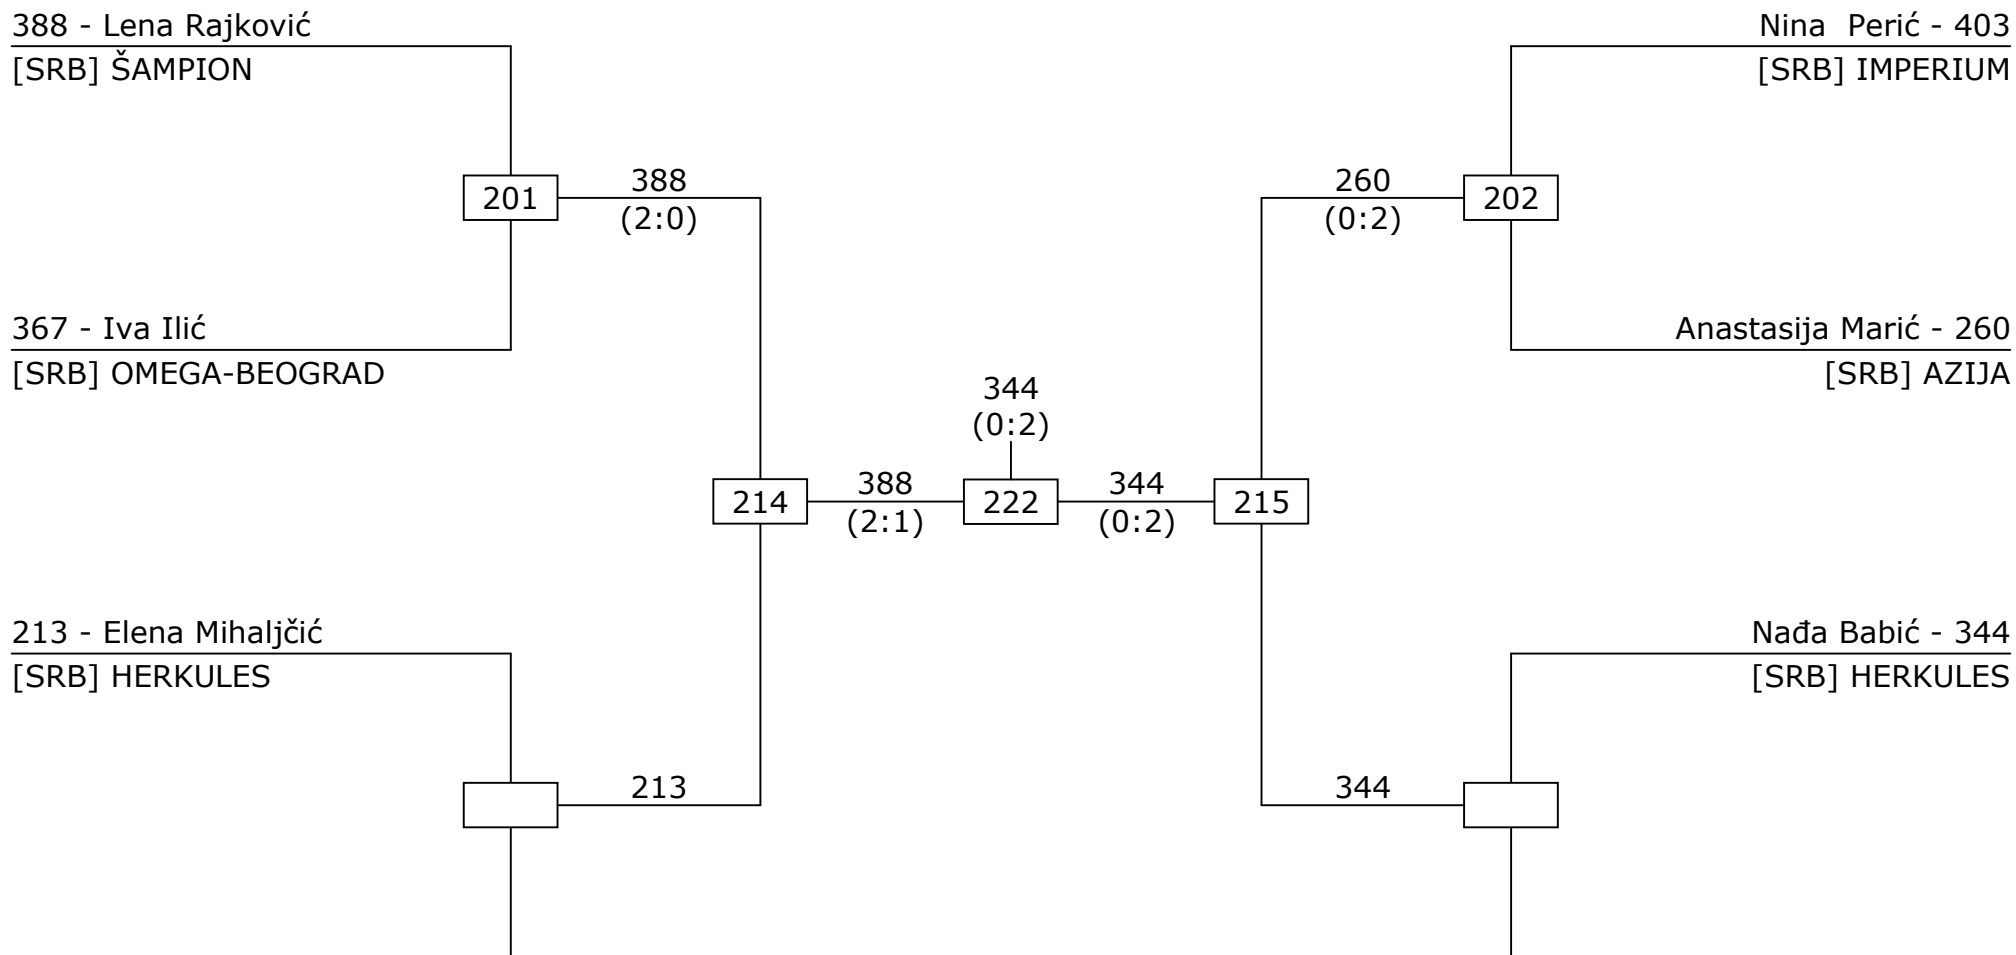 388 - Lena Rajković
[SRB] ŠAMPION
Nina  Perić - 403
[SRB] IMPERIUM
201
388
(2:0)
260
(0:2)
202
367 - Iva Ilić
[SRB] OMEGA-BEOGRAD
Anastasija Marić - 260
[SRB] AZIJA
344
(0:2)
214
388
(2:1)
222
344
(0:2)
215
213 - Elena Mihaljčić
[SRB] HERKULES
Nađa Babić - 344
[SRB] HERKULES
213
344